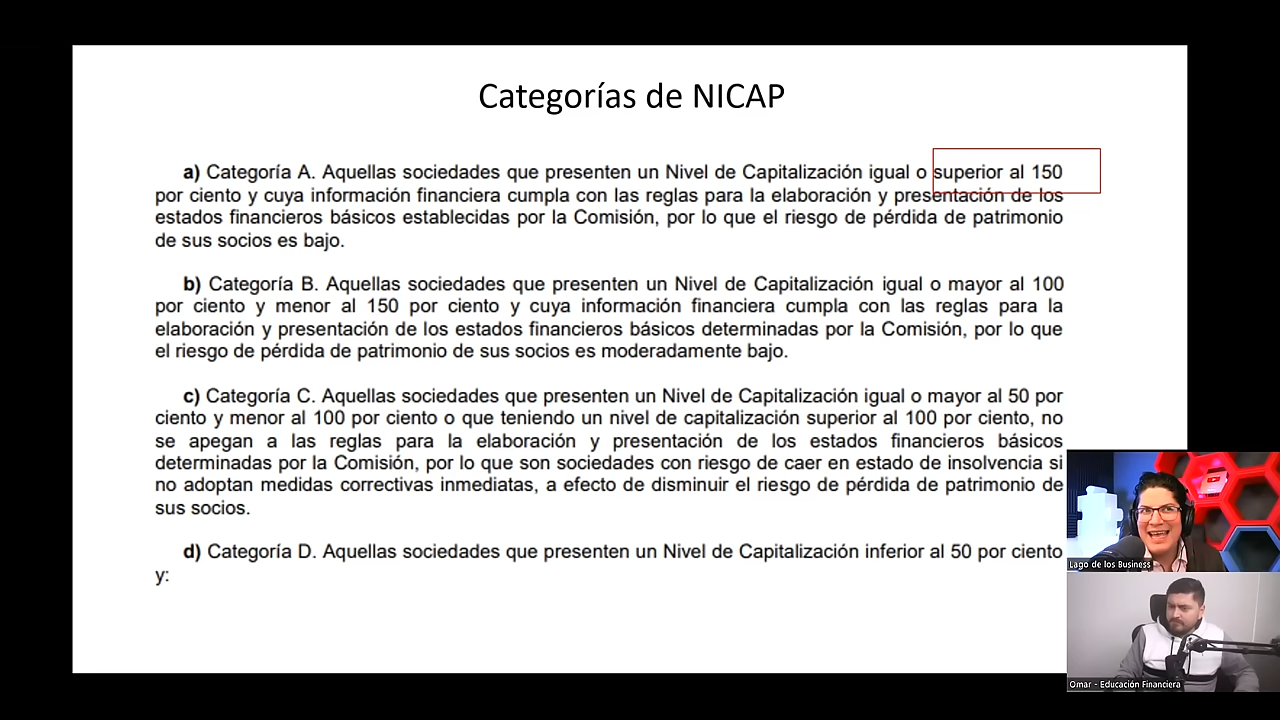 Categorías de NICAP
a) Categoría A. Aquellas sociedades que presenten un Nivel de Capitalización igual o superior al 150
por ciento y cuya información financiera cumpla con las reglas para la elaboración y presentación de los
estados financieros básicos establecidas por la Comisión, por lo que el riesgo de pérdida de patrimonio
de sus socios es bajo.
b) Categoría B. Aquellas sociedades que presenten un Nivel de Capitalización igual o mayor al 100
por ciento y menor al 150 por ciento y cuya información financiera cumpla con las reglas para la
elaboración y presentación de los estados financieros básicos determinadas por la Comisión, por lo que
el riesgo de pérdida de patrimonio de sus socios es moderadamente bajo.
c) Categoría C. Aquellas sociedades que presenten un Nivel de Capitalización igual o mayor al 50 por
ciento y menor al 100 por ciento o que teniendo un nivel de capitalización superior al 100 por ciento, no
se apegan a las reglas para la elaboración y presentación de los estados financieros básicos
determinadas por la Comisión, por lo que son sociedades con riesgo de caer en estado de insolvencia si
no adoptan medidas correctivas inmediatas, a efecto de disminuir el riesgo de pérdida de patrimonio de
sus socios.
d) Categoría D. Aquellas sociedades que presenten un Nivel de Capitalización inferior al 50 por ciento
y:
Lago de los Business
Omar - Educación Financiera